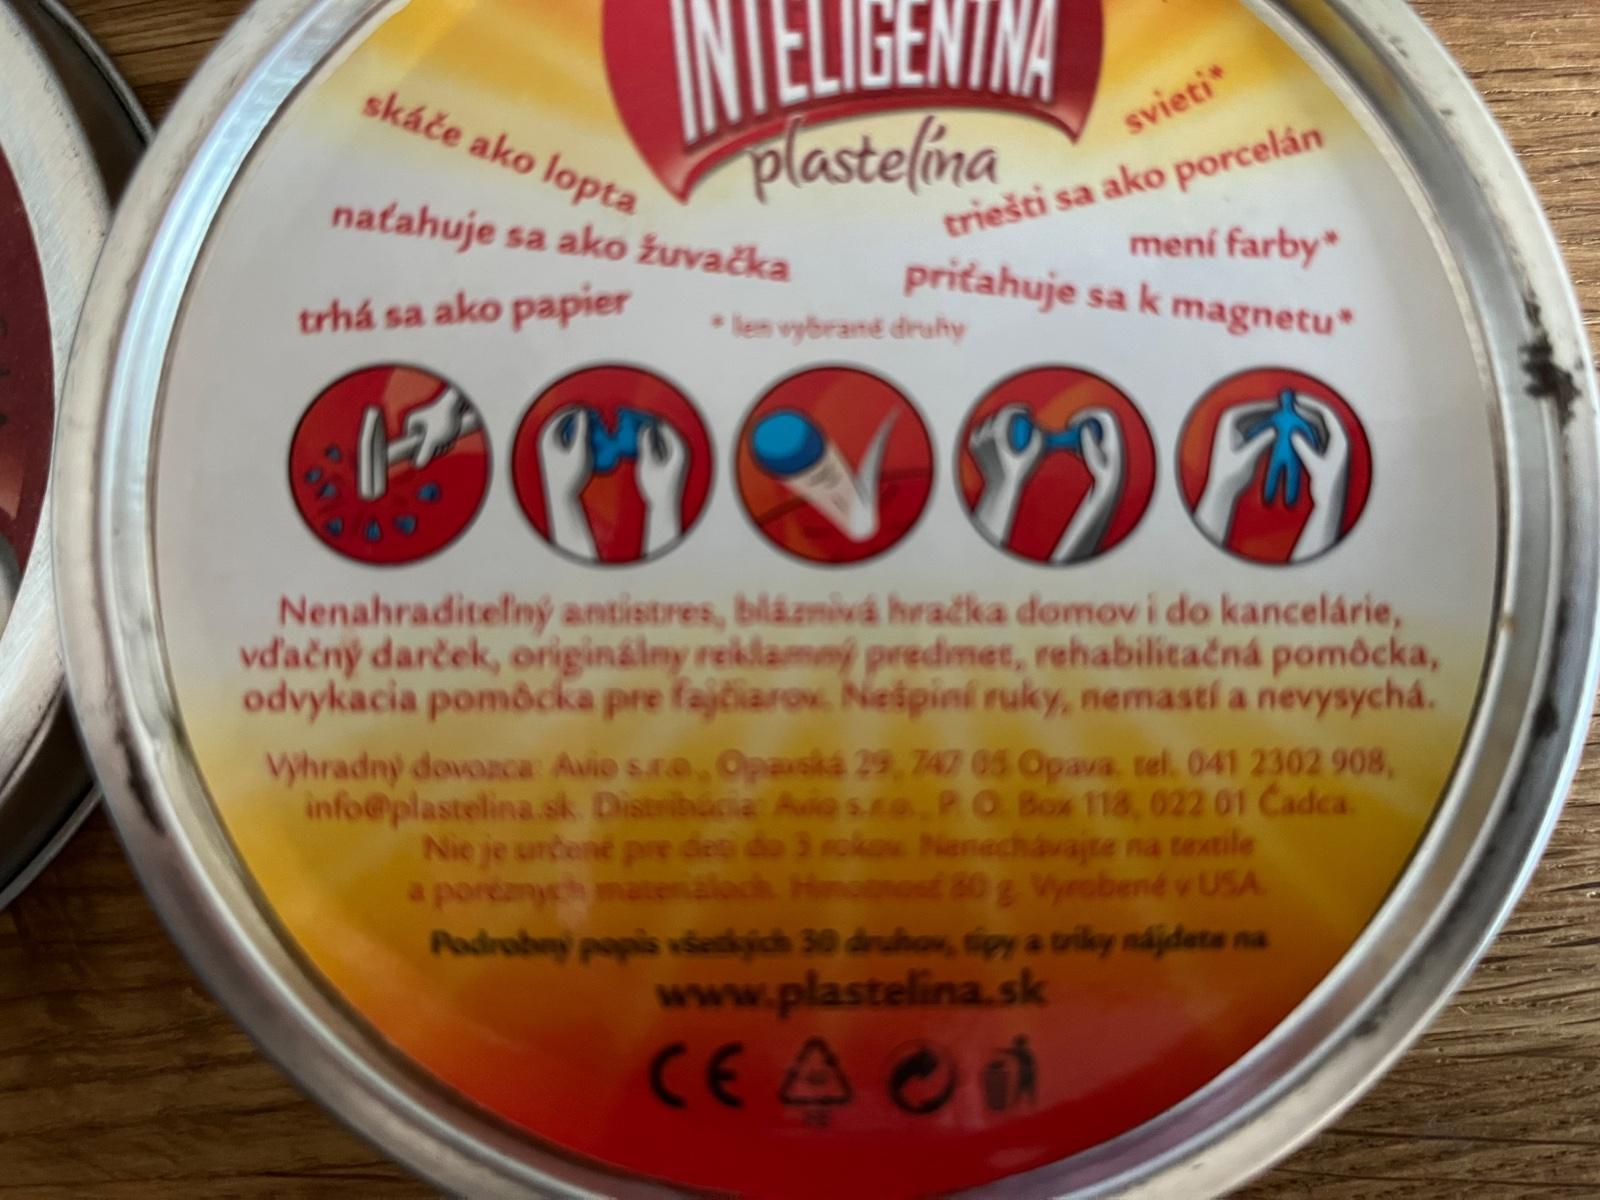 INTELIGENTNÁ
plastelína
skáče ako lopta
naťahuje sa ako žuvačka
trhá sa ako papier
svieti*
triešti sa ako porcelán
mení farby*
priťahuje sa k magnetu*
* len vybrané druhy
Nenahraditeľný antistres, bláznivá hračka domov i do kancelárie,
vďačný darček, originálny reklamný predmet, rehabilitačná pomôcka,
odvykacia pomôcka pre fajčiarov. Nešpiní ruky, nemastí a nevysychá.
Výhradný dovozca: Avio s.r.o., Opavská 29, 747 05 Opava. tel. 041 2302 908,
info@plastelina.sk. Distribúcia: Avio s.r.o., P. O. Box 118, 022 01 Čadca.
Nie je určené pre deti do 3 rokov. Nenechávajte na textile
a poréznych materiáloch. Hmotnosť 80 g. Vyrobené v USA.
Podrobný popis všetkých 30 druhov, tipy a triky nájdete na
www.plastelina.sk
CE